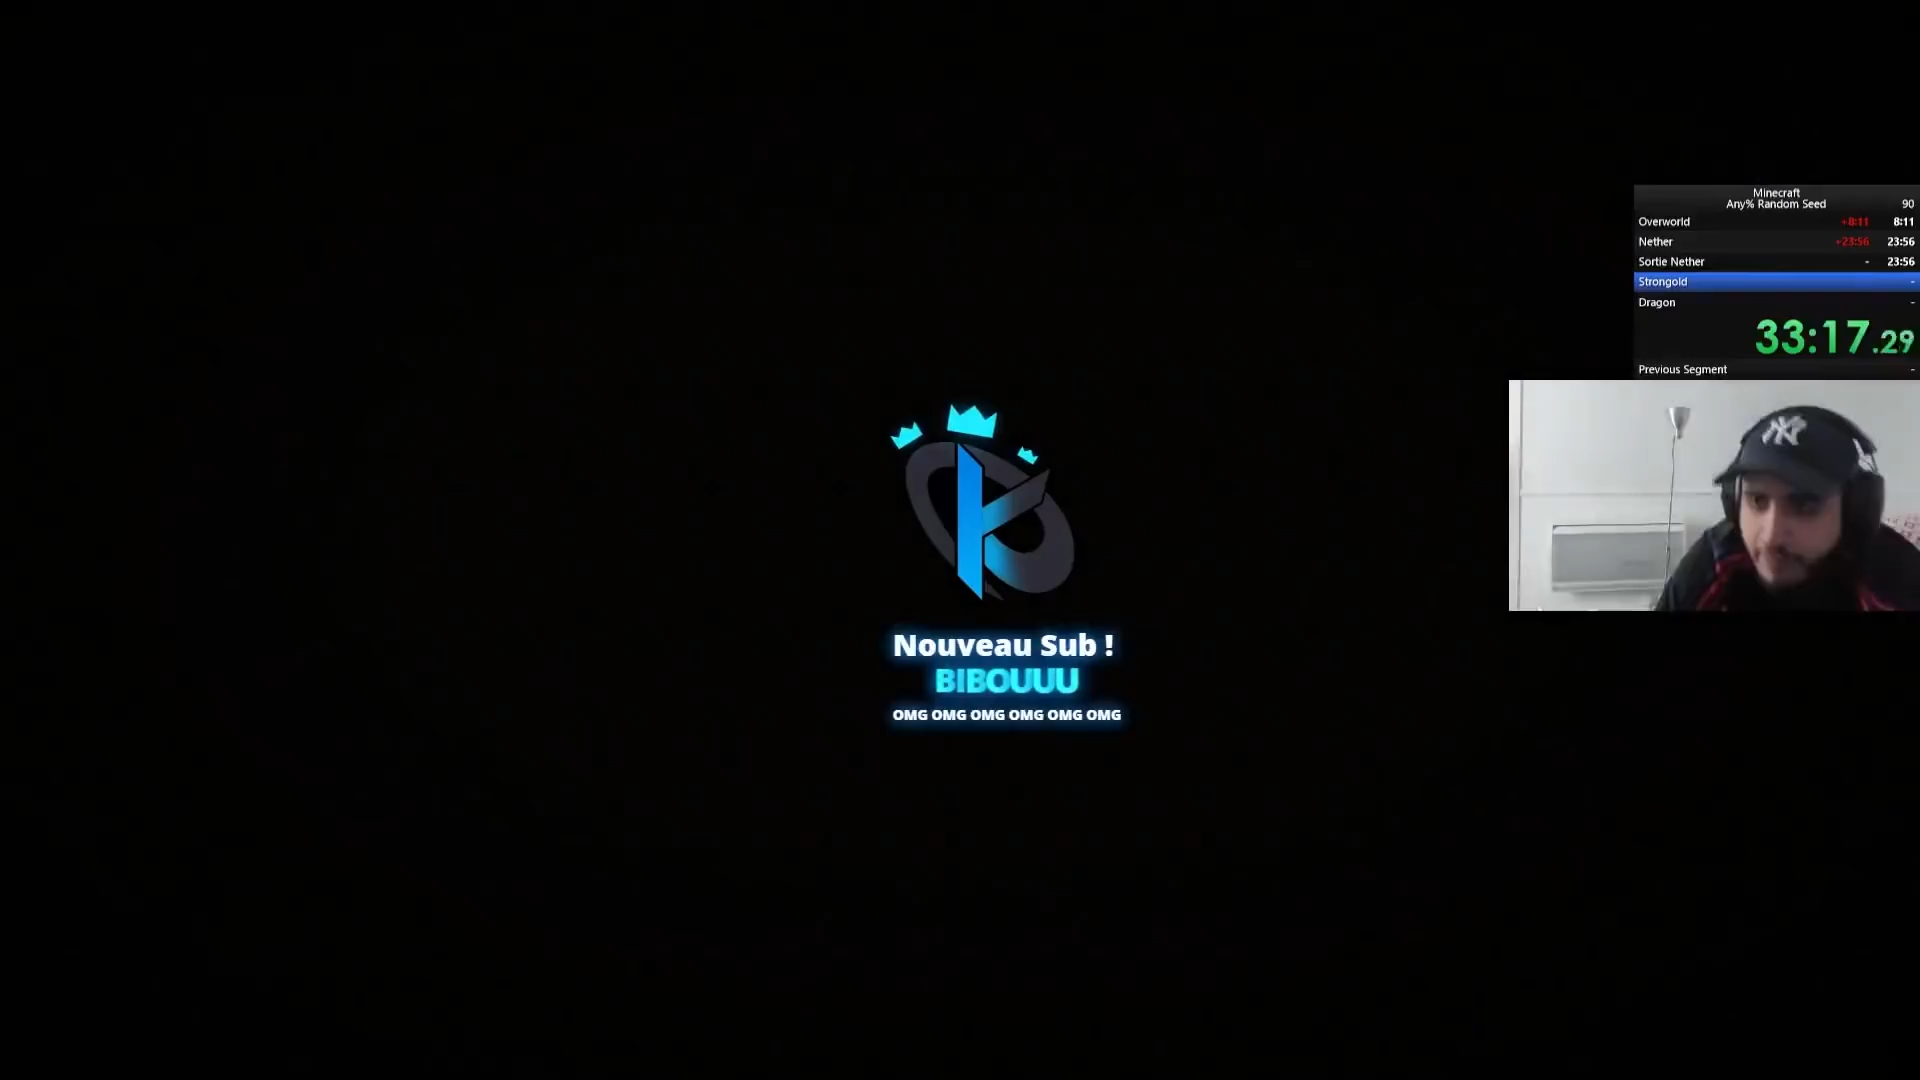 Minecraft
Any% Random Seed 90
Overworld +8:11 8:11
Nether +23:56 23:56
Sortie Nether - 23:56
Strongold -
Dragon -
33:17.29
Previous Segment -
NY
Nouveau Sub !
BIBOUUU
OMG OMG OMG OMG OMG OMG